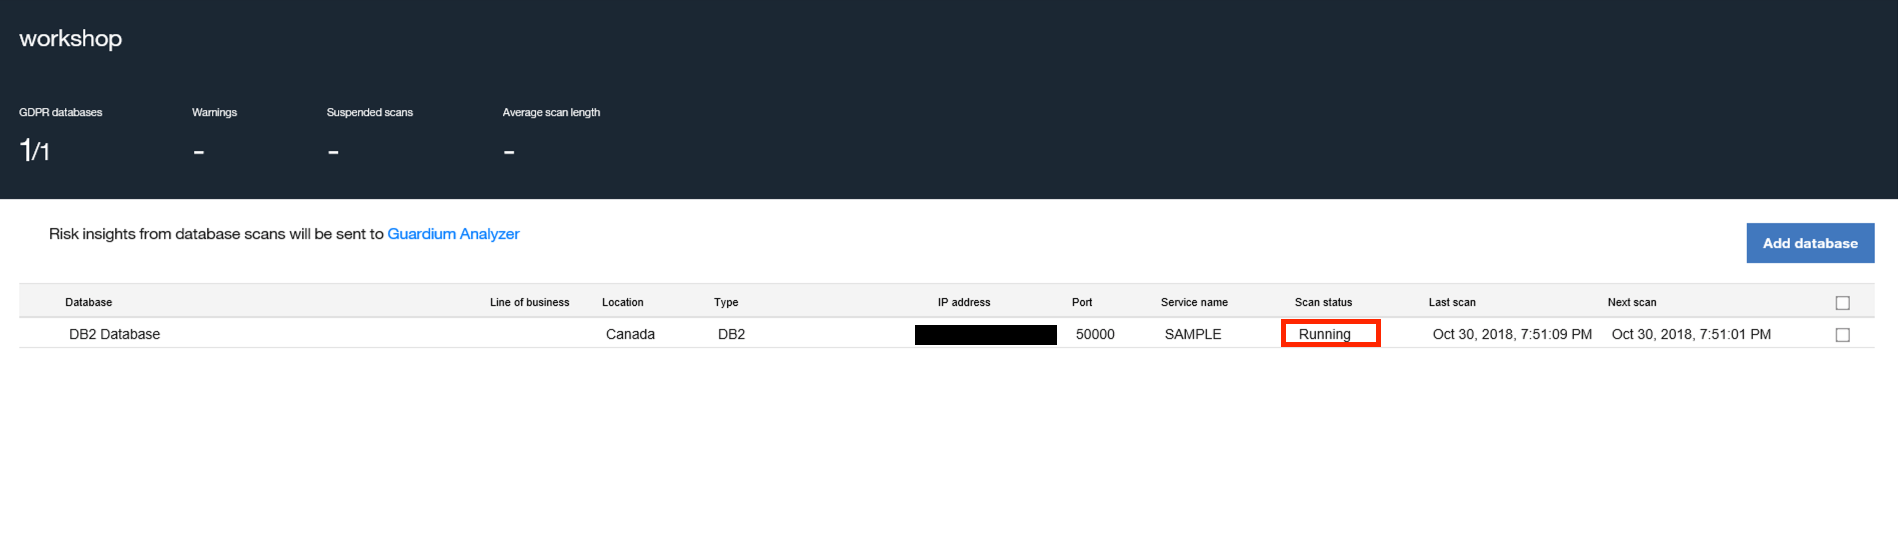 workshop
GDPR databases Warnings Suspended scans Average scan length
1/1 - - -
Risk insights from database scans will be sent to Guardium Analyzer
Add database
Database Line of business Location Type IP address Port Service name Scan status Last scan Next scan
DB2 Database Canada DB2 50000 SAMPLE Running Oct 30, 2018, 7:51:09 PM Oct 30, 2018, 7:51:01 PM